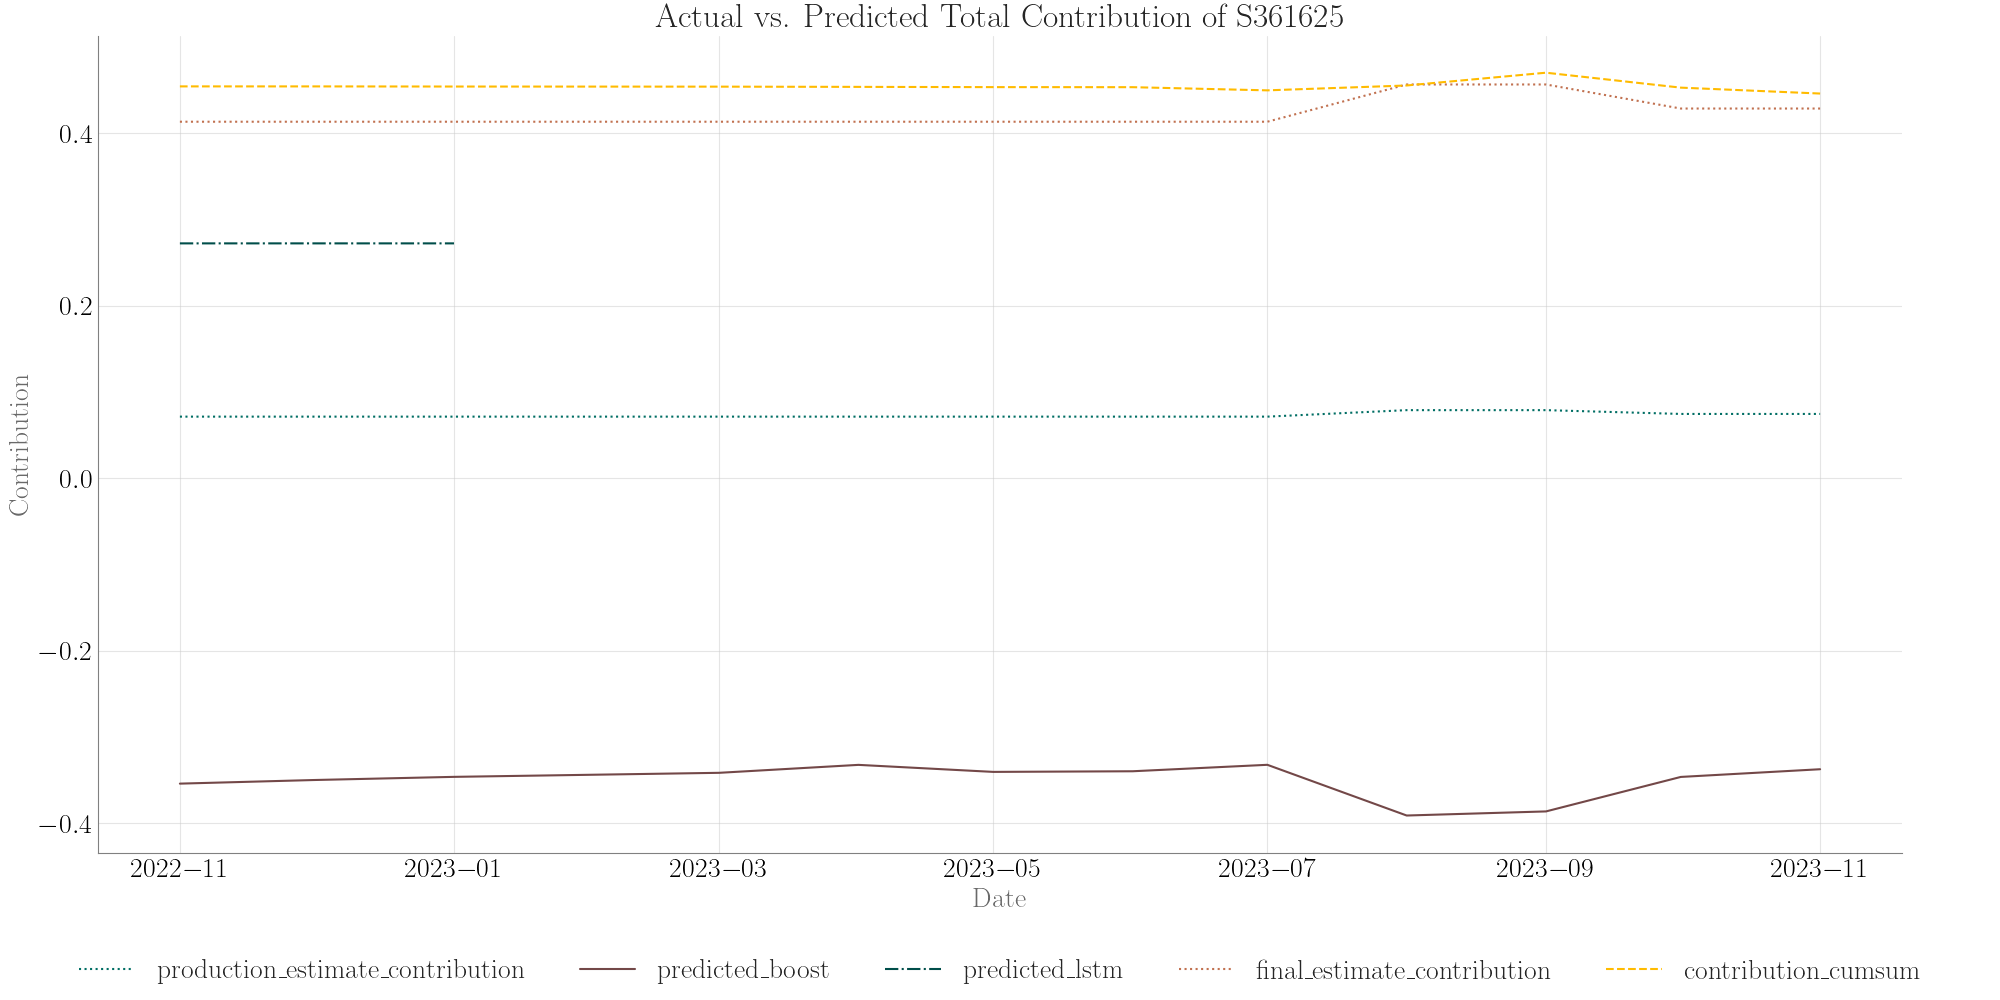 Actual vs. Predicted Total Contribution of S361625
Contribution
0.4
0.2
0.0
−0.2
−0.4
2022−11 2023−01 2023−03 2023−05 2023−07 2023−09 2023−11
Date
production_estimate_contribution predicted_boost predicted_lstm final_estimate_contribution contribution_cumsum